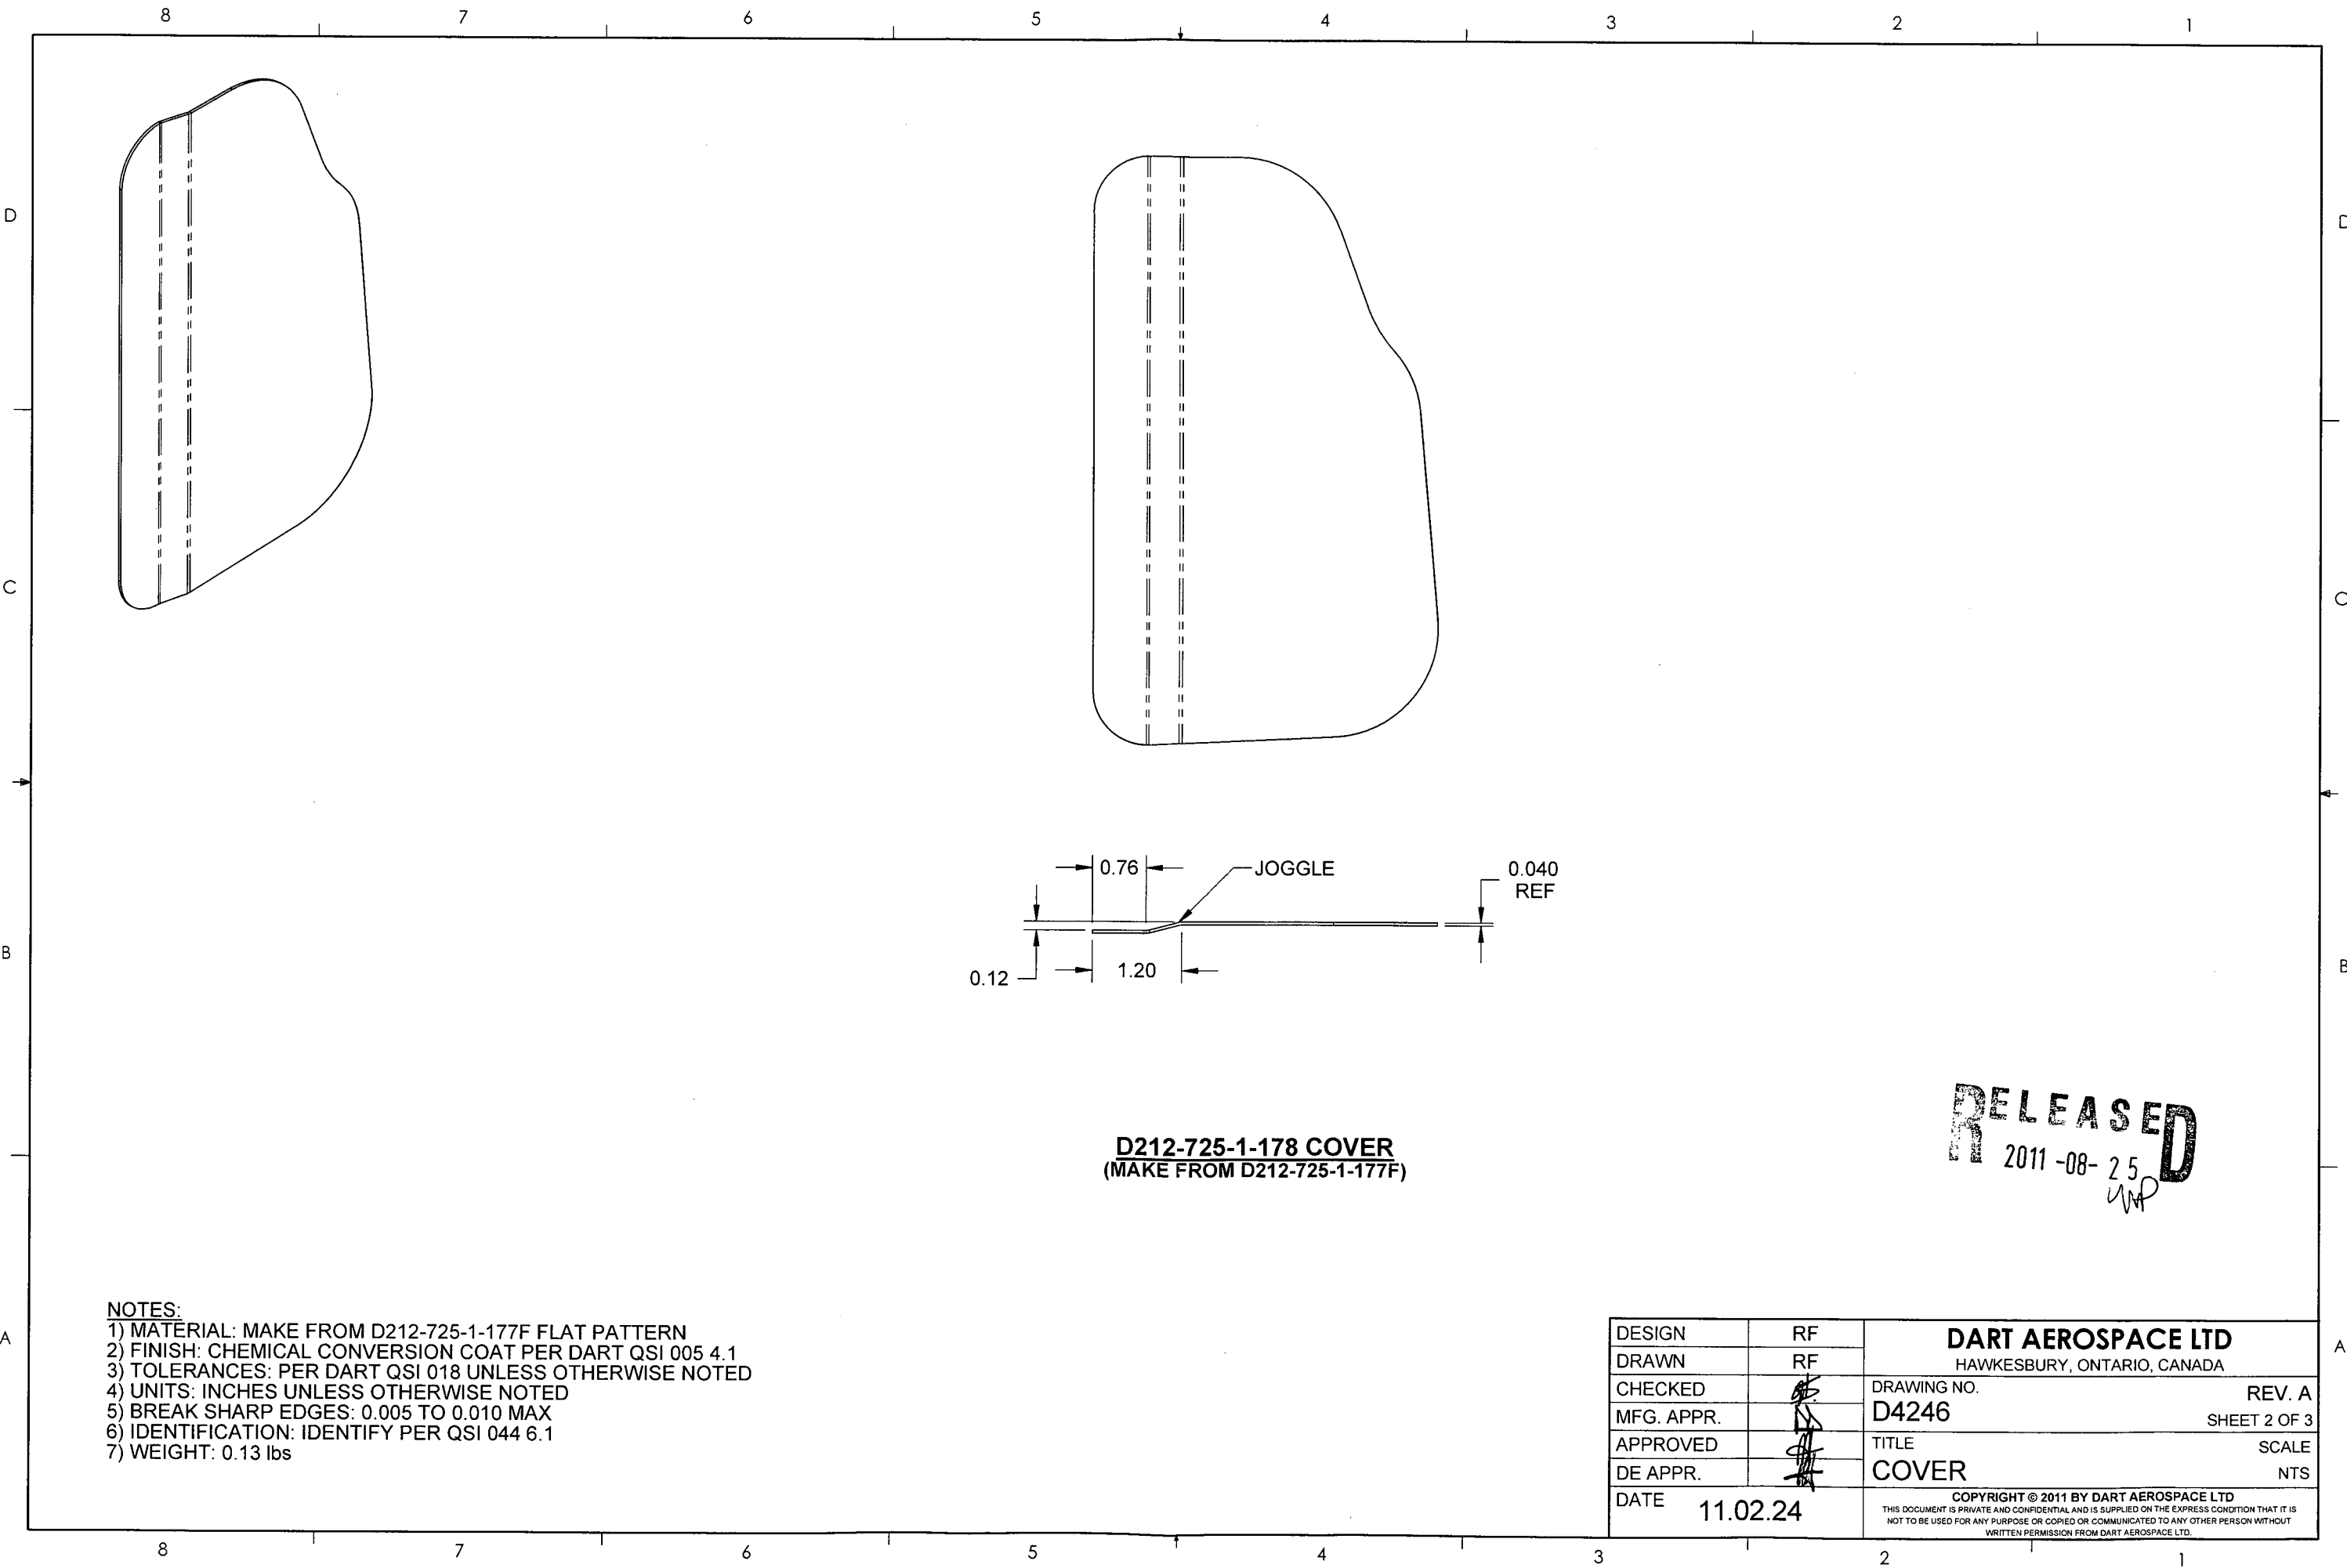 8 7 6 5 4 3 2 1
D D
C C
B B
A A
0.76
JOGGLE
0.040
REF
0.12
1.20
D212-725-1-178 COVER
(MAKE FROM D212-725-1-177F)
RELEASED
2011-08-25
NOTES:
1) MATERIAL: MAKE FROM D212-725-1-177F FLAT PATTERN
2) FINISH: CHEMICAL CONVERSION COAT PER DART QSI 005 4.1
3) TOLERANCES: PER DART QSI 018 UNLESS OTHERWISE NOTED
4) UNITS: INCHES UNLESS OTHERWISE NOTED
5) BREAK SHARP EDGES: 0.005 TO 0.010 MAX
6) IDENTIFICATION: IDENTIFY PER QSI 044 6.1
7) WEIGHT: 0.13 lbs
DESIGN RF
DRAWN RF
CHECKED
MFG. APPR.
APPROVED
DE APPR.
DATE 11.02.24
DART AEROSPACE LTD
HAWKESBURY, ONTARIO, CANADA
DRAWING NO. REV. A
D4246 SHEET 2 OF 3
TITLE SCALE
COVER NTS
COPYRIGHT © 2011 BY DART AEROSPACE LTD
THIS DOCUMENT IS PRIVATE AND CONFIDENTIAL AND IS SUPPLIED ON THE EXPRESS CONDITION THAT IT IS
NOT TO BE USED FOR ANY PURPOSE OR COPIED OR COMMUNICATED TO ANY OTHER PERSON WITHOUT
WRITTEN PERMISSION FROM DART AEROSPACE LTD.
8 7 6 5 4 3 2 1